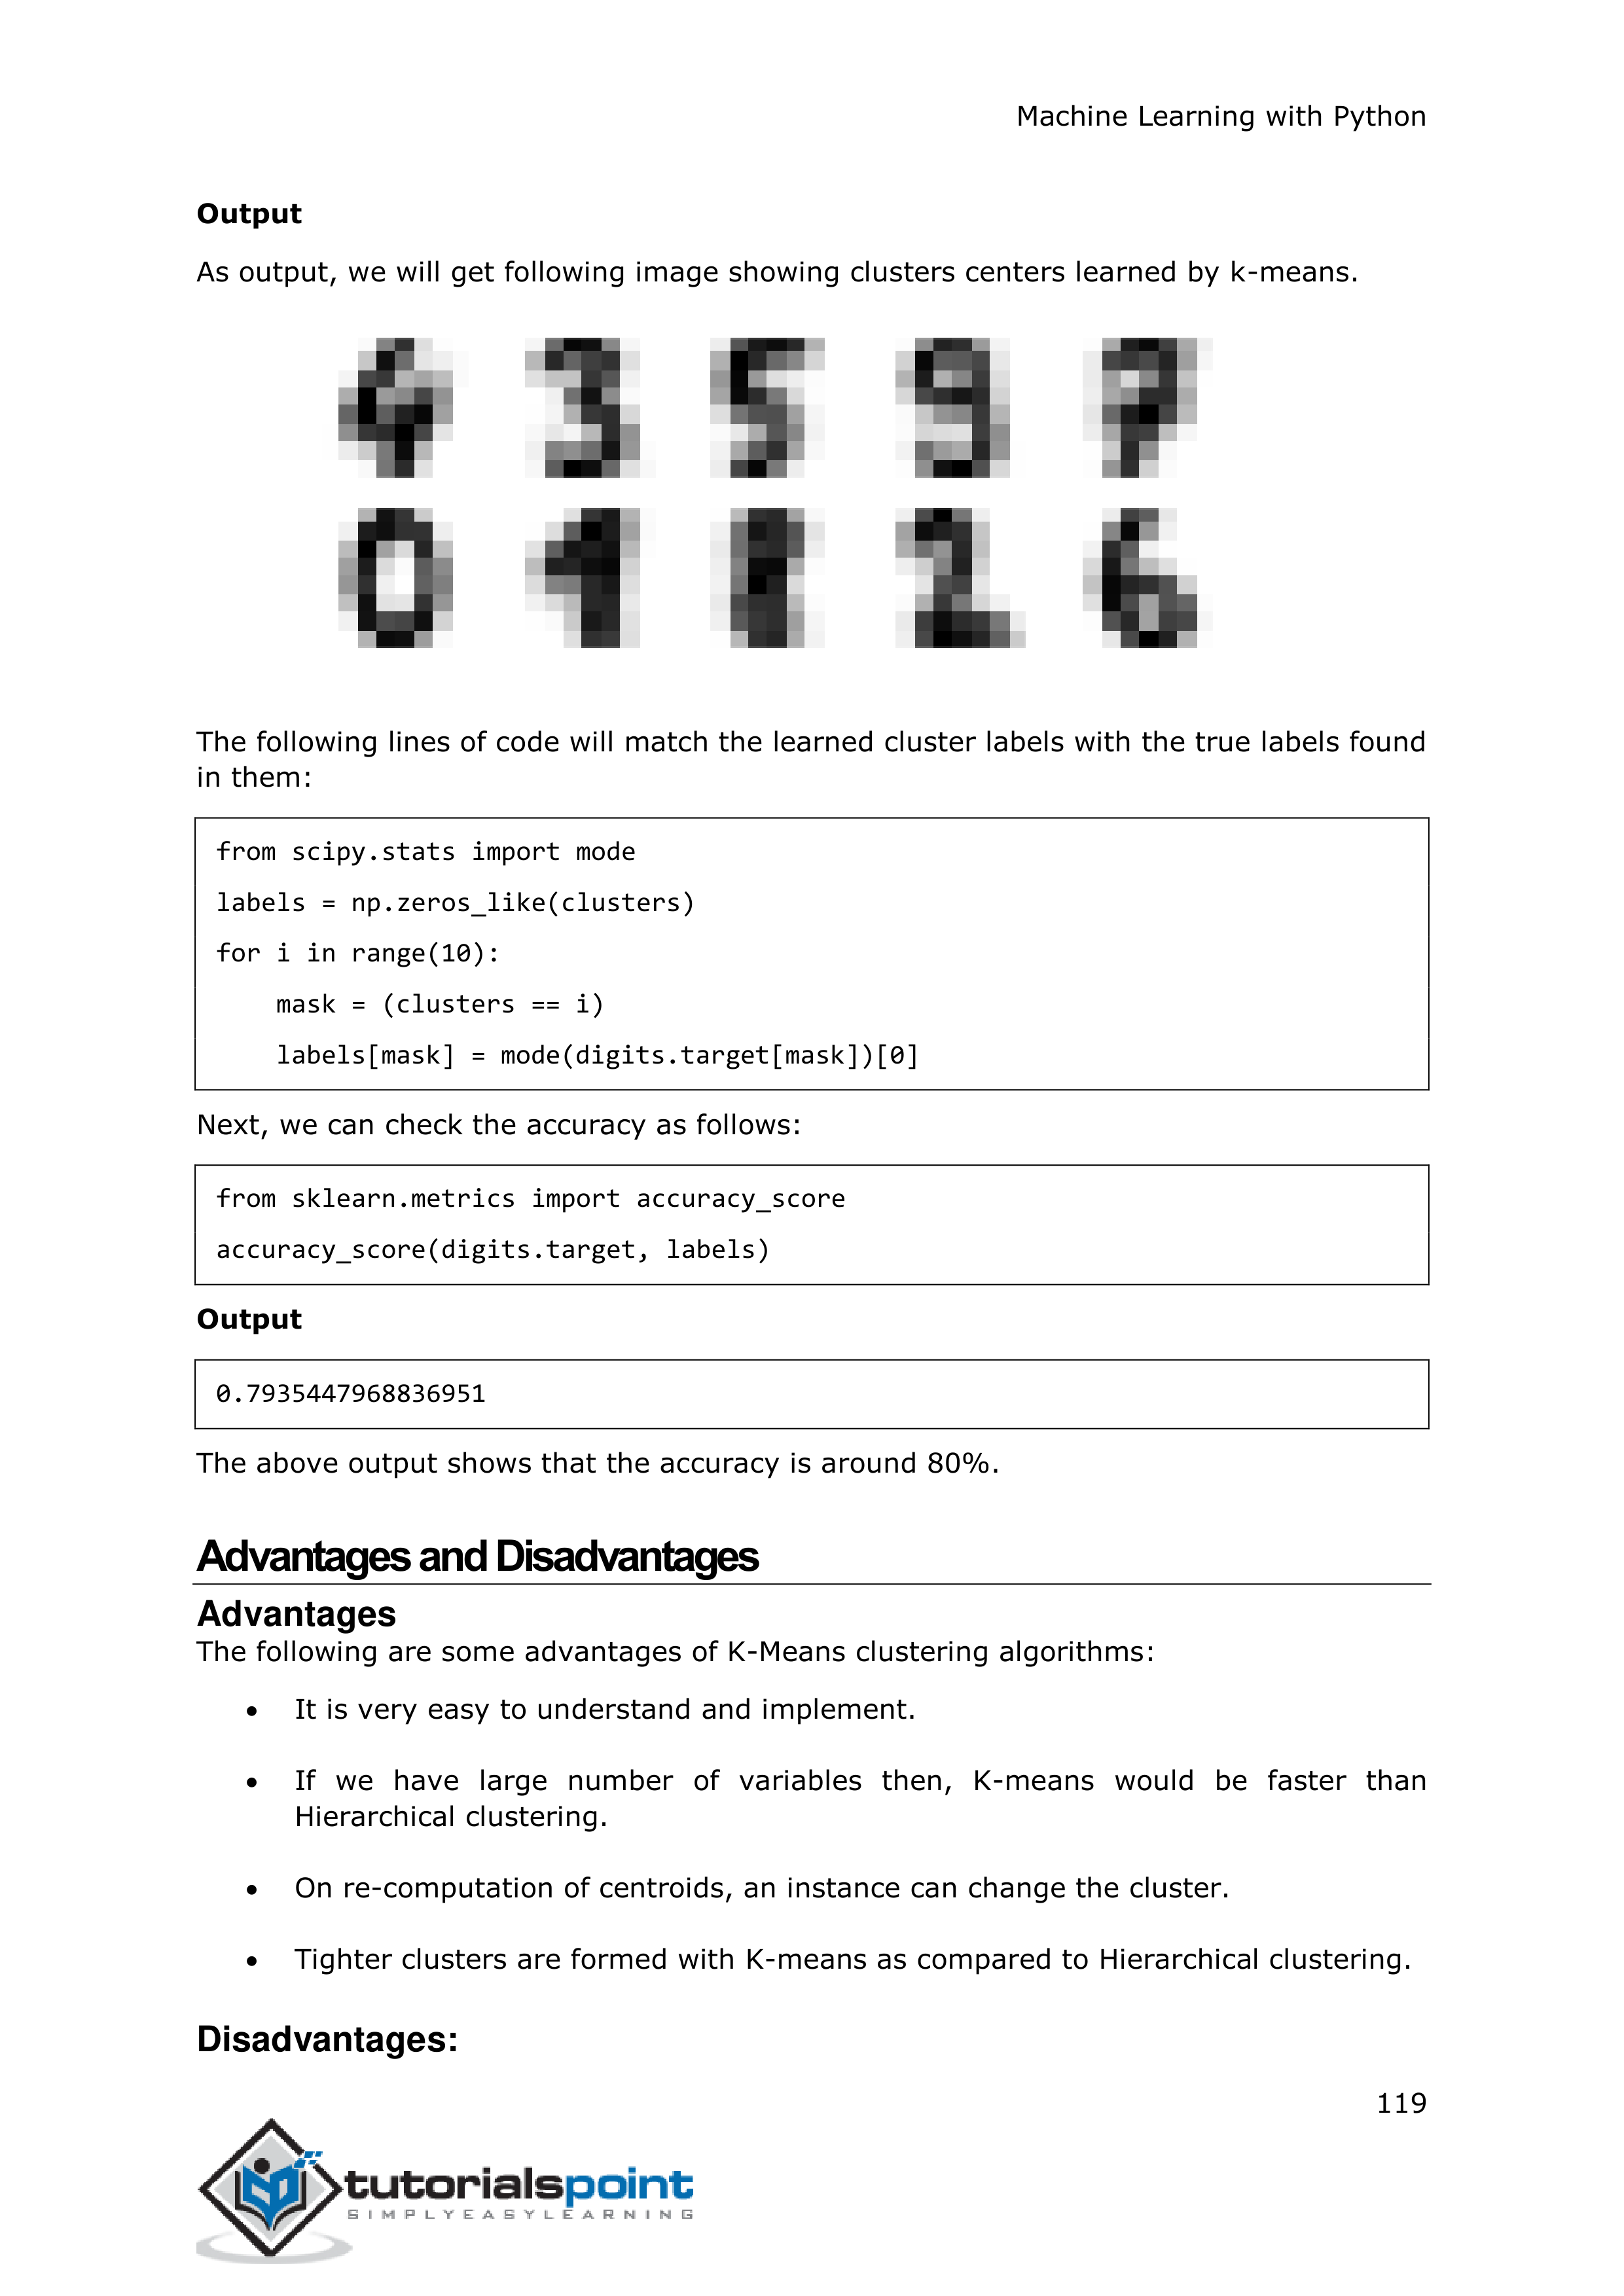 Machine Learning with Python
Output
As output, we will get following image showing clusters centers learned by k-means.
The following lines of code will match the learned cluster labels with the true labels found
in them:
from scipy.stats import mode
labels = np.zeros_like(clusters)
for i in range(10):
    mask = (clusters == i)
    labels[mask] = mode(digits.target[mask])[0]
Next, we can check the accuracy as follows:
from sklearn.metrics import accuracy_score
accuracy_score(digits.target, labels)
Output
0.7935447968836951
The above output shows that the accuracy is around 80%.
Advantages and Disadvantages
Advantages
The following are some advantages of K-Means clustering algorithms:
• It is very easy to understand and implement.
• If we have large number of variables then, K-means would be faster than
Hierarchical clustering.
• On re-computation of centroids, an instance can change the cluster.
• Tighter clusters are formed with K-means as compared to Hierarchical clustering.
Disadvantages:
119
tutorialspoint
SIMPLYEASYLEARNING